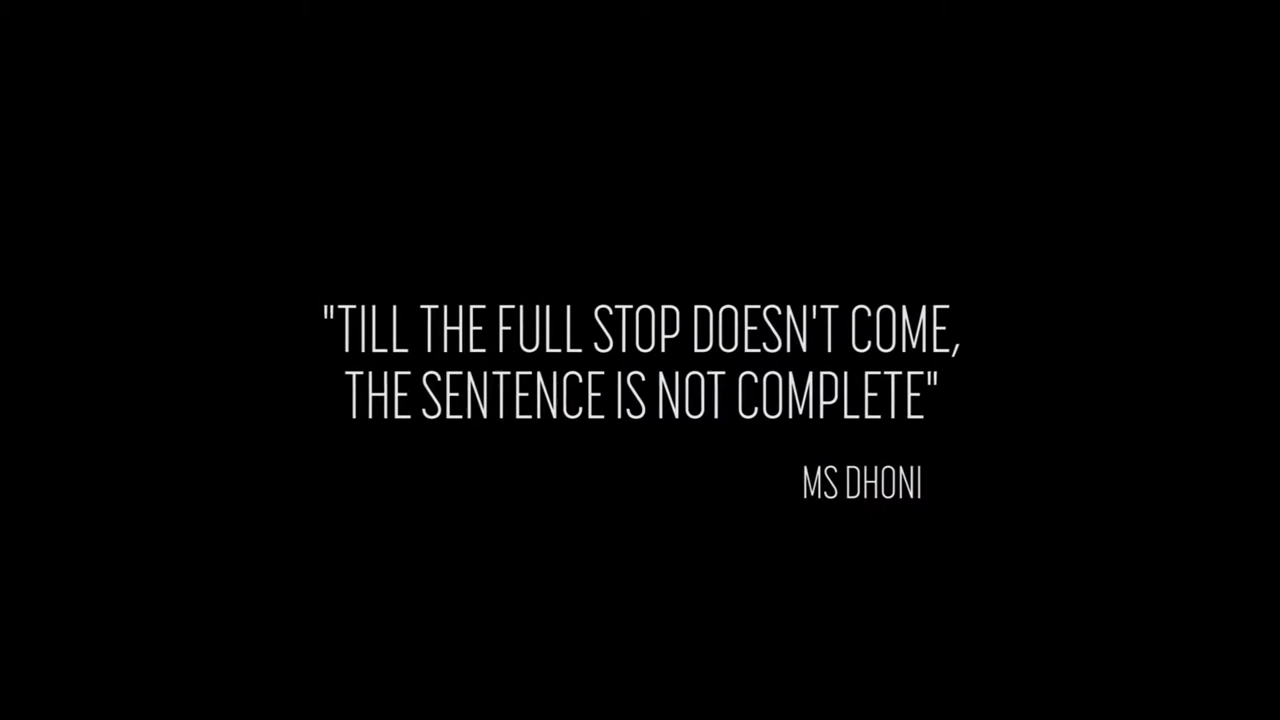 "TILL THE FULL STOP DOESN'T COME,
THE SENTENCE IS NOT COMPLETE"
MS DHONI